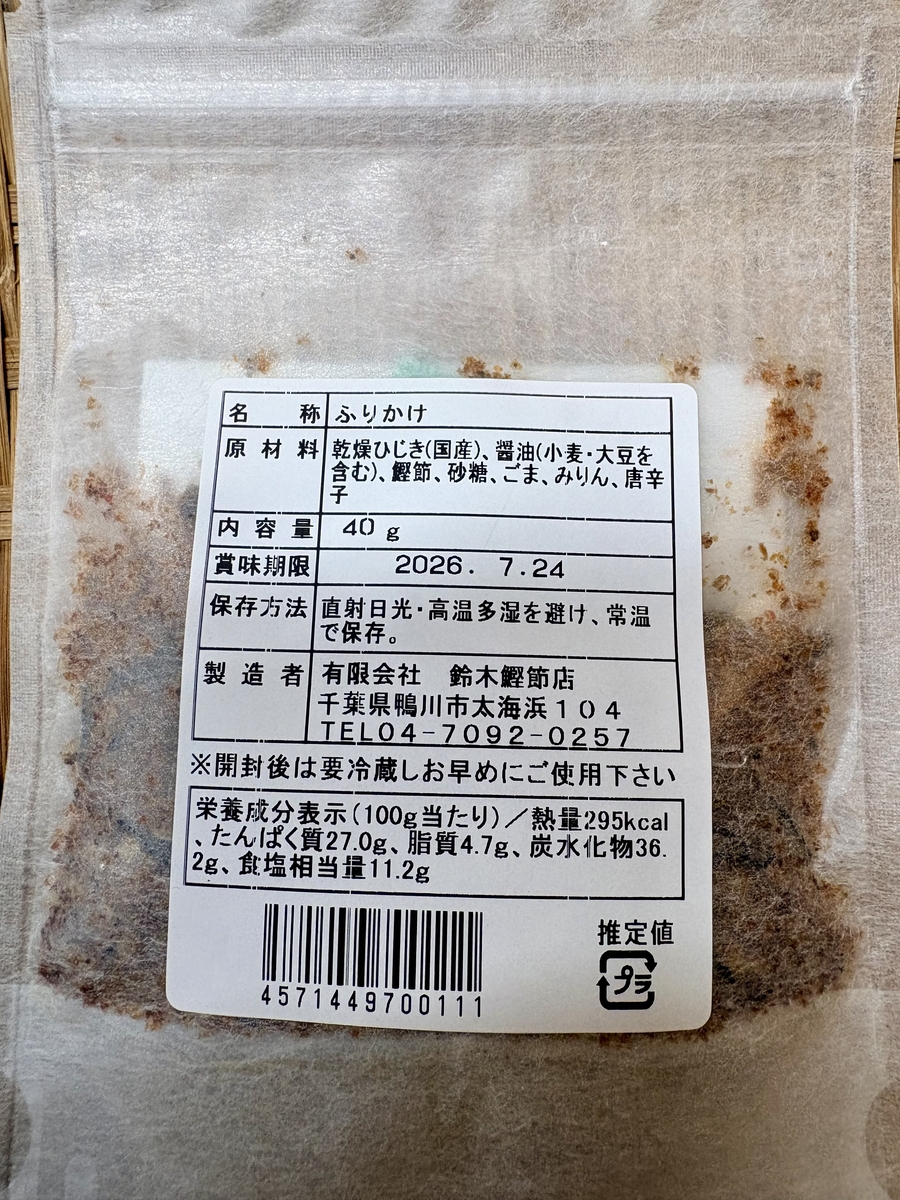 名称 ふりかけ
原材料 乾燥ひじき(国産)、醤油(小麦・大豆を
含む)、鰹節、砂糖、ごま、みりん、唐辛
子
内容量 40 g
賞味期限 2026. 7.24
保存方法 直射日光・高温多湿を避け、常温
で保存。
製造者 有限会社 鈴木鰹節店
千葉県鴨川市太海浜104
TEL04-7092-0257
※開封後は要冷蔵しお早めにご使用下さい
栄養成分表示(100g当たり)/熱量295kcal
、たんぱく質27.0g、脂質4.7g、炭水化物36.
2g、食塩相当量11.2g
推定値
プラ
4571449700111